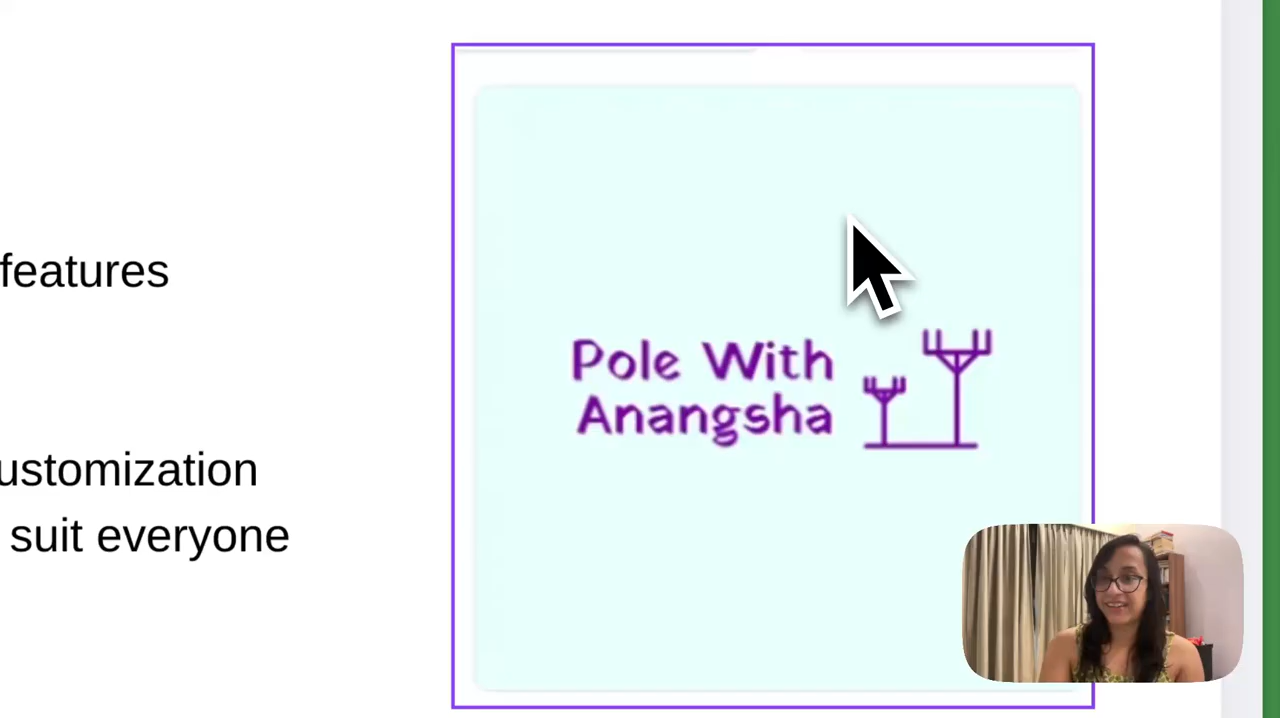 features
ustomization
suit everyone
Pole With
Anangsha